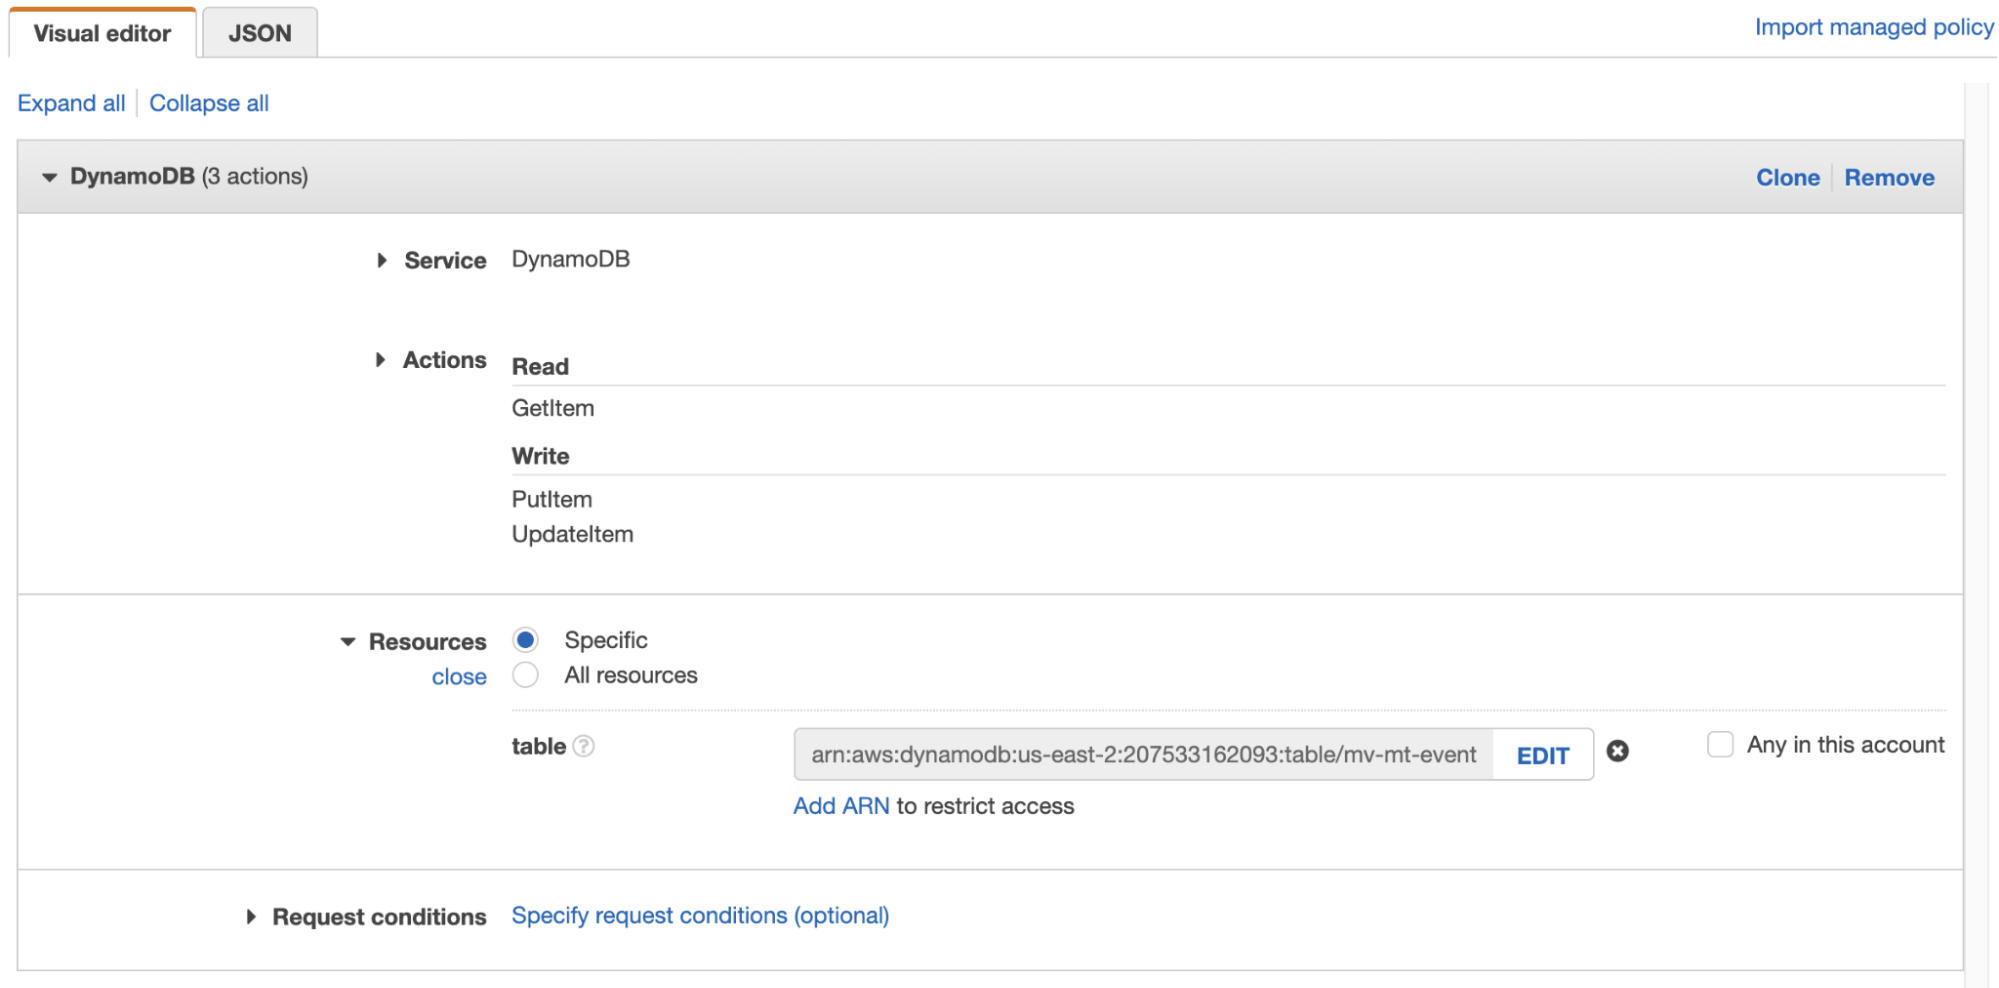 Visual editor
JSON
Import managed policy
Expand all
Collapse all
DynamoDB (3 actions)
Clone
Remove
Service
DynamoDB
Actions
Read
GetItem
Write
PutItem
UpdateItem
Resources
close
Specific
All resources
table ?
arn:aws:dynamodb:us-east-2:207533162093:table/mv-mt-event
EDIT
Any in this account
Add ARN to restrict access
Request conditions
Specify request conditions (optional)